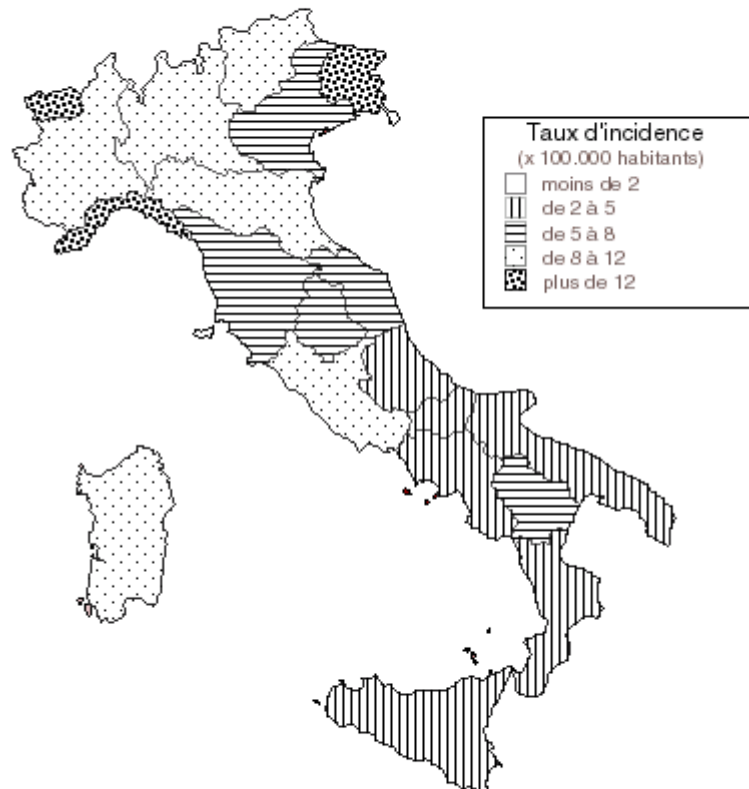 Taux d'incidence
(x 100.000 habitants)
moins de 2
de 2 à 5
de 5 à 8
de 8 à 12
plus de 12